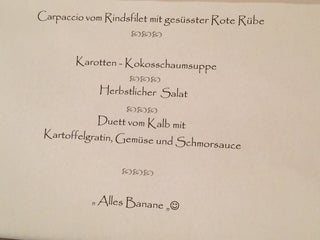 Carpaccio vom Rindsfilet mit gesüsster Rote Rübe
Karotten - Kokosschaumsuppe
Herbstlicher Salat
Duett vom Kalb mit
Kartoffelgratin, Gemüse und Schmorsauce
„ Alles Banane „☺